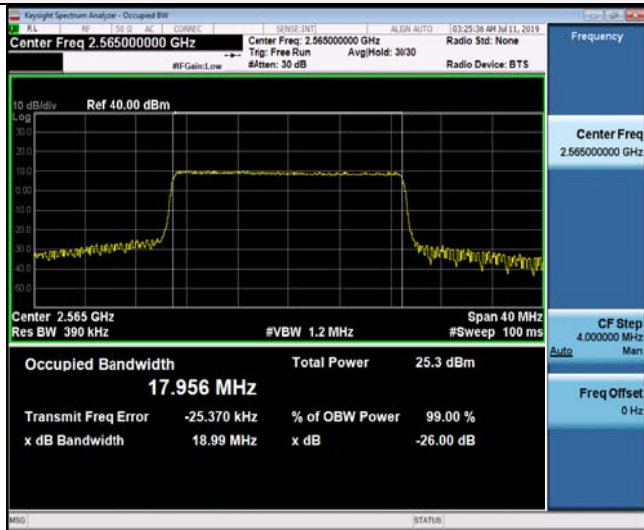 Keysight Spectrum Analyzer - Occupied BW
RL RF 50 Ω AC CORREC SENSE:INT ALIGN AUTO 03:25:36 AM Jul 11, 2019
Center Freq 2.565000000 GHz
Center Freq: 2.565000000 GHz
Radio Std: None
Trig: Free Run Avg|Hold: 30/30
#IFGain:Low #Atten: 30 dB Radio Device: BTS
Frequency
10 dB/div Ref 40.00 dBm
Log
30.0
20.0
10.0
0.00
-10.0
-20.0
-30.0
-40.0
-50.0
Center 2.565 GHz Span 40 MHz
Res BW 390 kHz #VBW 1.2 MHz #Sweep 100 ms
Center Freq
2.565000000 GHz
CF Step
4.000000 MHz
Auto Man
Freq Offset
0 Hz
Occupied Bandwidth Total Power 25.3 dBm
17.956 MHz
Transmit Freq Error -25.370 kHz % of OBW Power 99.00 %
x dB Bandwidth 18.99 MHz x dB -26.00 dB
MSG STATUS